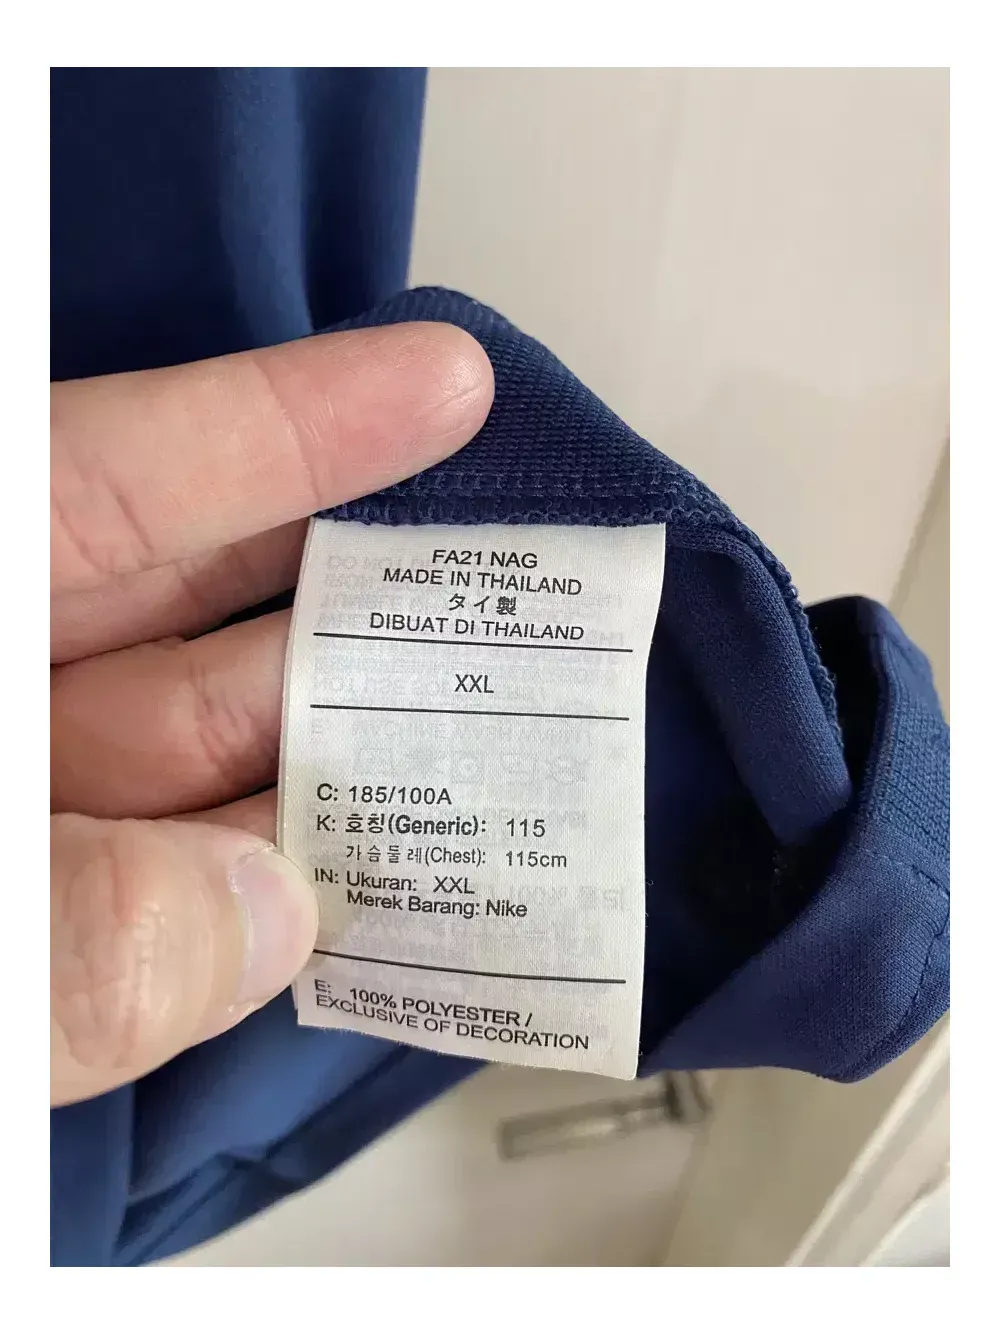 FA21 NAG
MADE IN THAILAND
タイ製
DIBUAT DI THAILAND
XXL
C: 185/100A
K: 호칭(Generic): 115
가슴둘레(Chest): 115cm
IN: Ukuran: XXL
Merek Barang: Nike
E: 100% POLYESTER /
EXCLUSIVE OF DECORATION